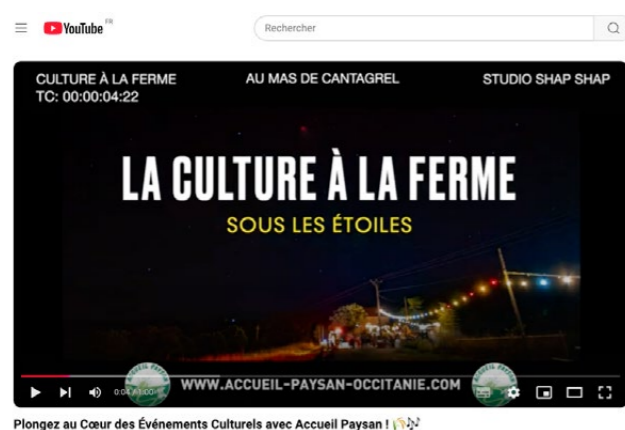 YouTube FR
Rechercher
CULTURE À LA FERME
TC: 00:00:04:22
AU MAS DE CANTAGREL
STUDIO SHAP SHAP
LA CULTURE À LA FERME
SOUS LES ÉTOILES
WWW.ACCUEIL-PAYSAN-OCCITANIE.COM
Plongez au Cœur des Événements Culturels avec Accueil Paysan !